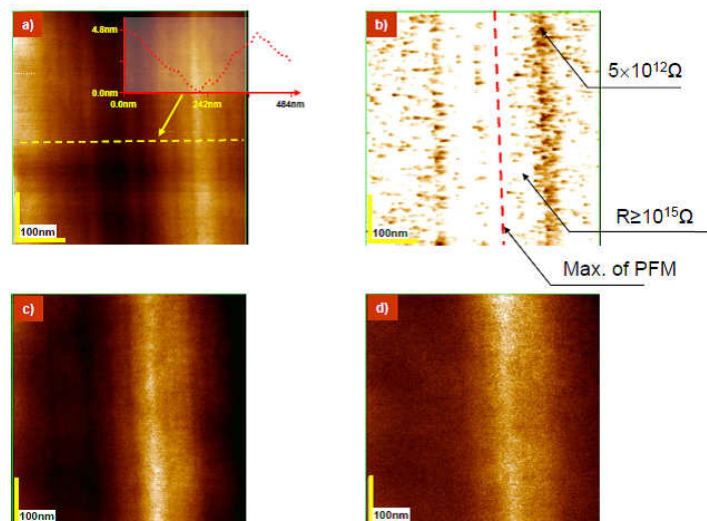 a)
4.8nm
0.0nm
0.0nm
242nm
484nm
100nm
b)
5×10¹²Ω
R≥10¹⁵Ω
Max. of PFM
100nm
c)
100nm
d)
100nm